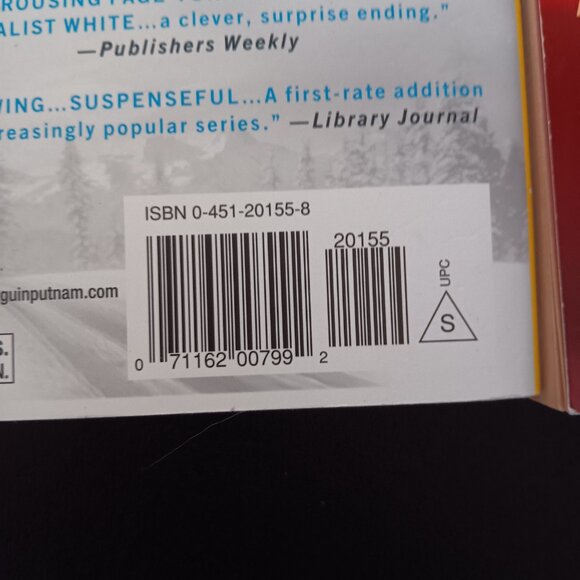 ALIST WHITE...a clever, surprise ending."
—Publishers Weekly
WING...SUSPENSEFUL...A first-rate addition
reasingly popular series." —Library Journal
ISBN 0-451-20155-8
20155
guinputnam.com
UPC
S
S.
N.
0 71162 00799 2